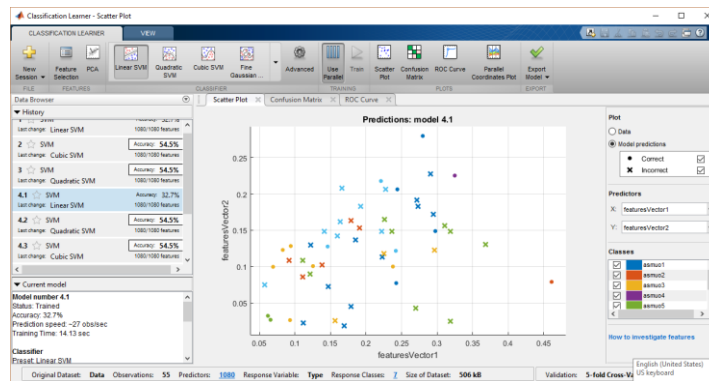 Classification Learner - Scatter Plot
CLASSIFICATION LEARNER VIEW
New Session Feature Selection PCA Linear SVM Quadratic SVM Cubic SVM Fine Gaussian ... Advanced Use Parallel Train Scatter Plot Confusion Matrix ROC Curve Parallel Coordinates Plot Export Model
FILE FEATURES CLASSIFIER TRAINING PLOTS EXPORT
Data Browser
History
Last change: Linear SVM 1080/1080 features
2 SVM Accuracy: 54.5%
Last change: Cubic SVM 1080/1080 features
3 SVM Accuracy: 54.5%
Last change: Quadratic SVM 1080/1080 features
4.1 SVM Accuracy: 32.7%
Last change: Linear SVM 1080/1080 features
4.2 SVM Accuracy: 54.5%
Last change: Quadratic SVM 1080/1080 features
4.3 SVM Accuracy: 54.5%
Last change: Cubic SVM 1080/1080 features
Current model
Model number 4.1
Status: Trained
Accuracy: 32.7%
Prediction speed: ~27 obs/sec
Training Time: 14.13 sec
Classifier
Preset: Linear SVM
Scatter Plot Confusion Matrix ROC Curve
Predictions: model 4.1
featuresVector2
0.25
0.2
0.15
0.1
0.05
0.05 0.1 0.15 0.2 0.25 0.3 0.35 0.4 0.45
featuresVector1
Plot
Data
Model predictions
Correct
Incorrect
Predictors
X: featuresVector1
Y: featuresVector2
Classes
asmuo1
asmuo2
asmuo3
asmuo4
asmuo5
How to investigate features
English (United States)
US keyboard
Original Dataset: Data Observations: 55 Predictors: 1080 Response Variable: Type Response Classes: 7 Size of Dataset: 506 kB Validation: 5-fold Cross-Va